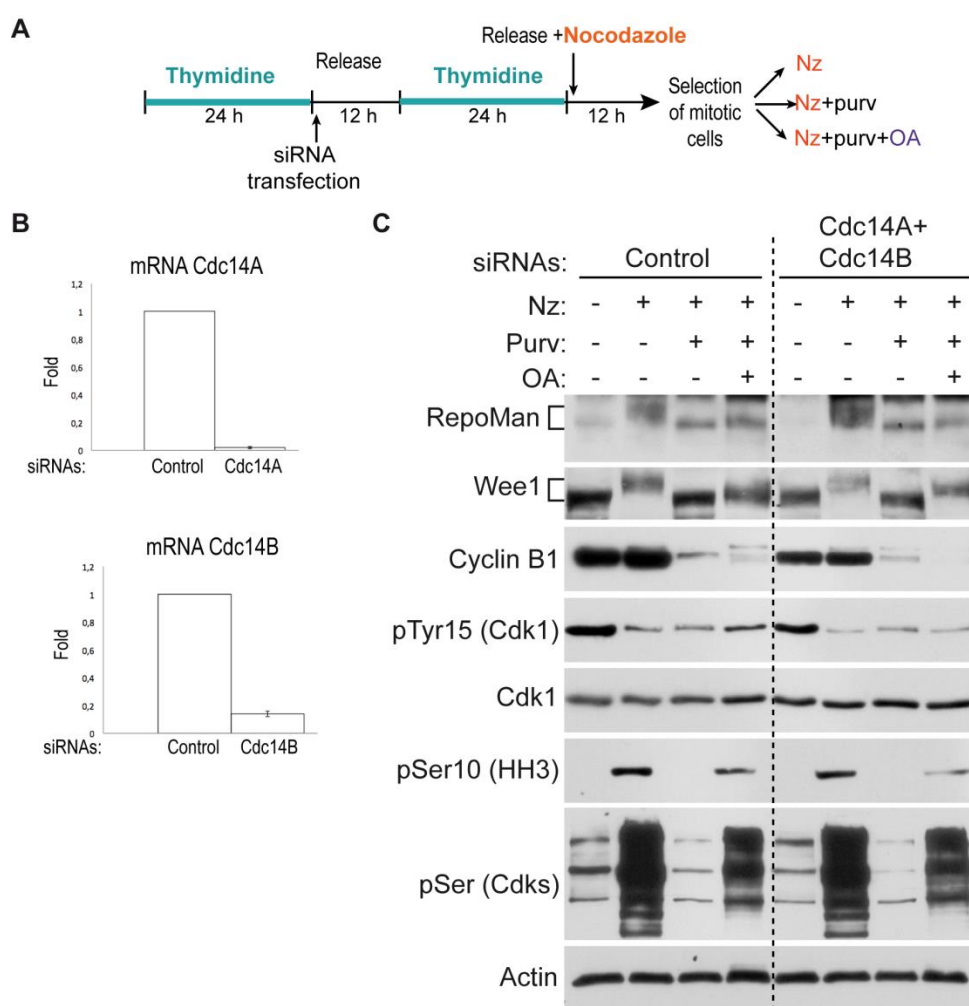 A
Release +Nocodazole
Thymidine
Release
Thymidine
24 h
12 h
24 h
12 h
siRNA
transfection
Selection
of mitotic
cells
Nz
Nz+purv
Nz+purv+OA
B
mRNA Cdc14A
Fold
1,2
1
0,8
0,6
0,4
0,2
0
siRNAs: Control Cdc14A
mRNA Cdc14B
Fold
1,2
1
0,8
0,6
0,4
0,2
0
siRNAs: Control Cdc14B
C
siRNAs: Control Cdc14A+
Cdc14B
Nz: - + + + - + + +
Purv: - - + + - - + +
OA: - - - + - - - +
RepoMan
Wee1
Cyclin B1
pTyr15 (Cdk1)
Cdk1
pSer10 (HH3)
pSer (Cdks)
Actin